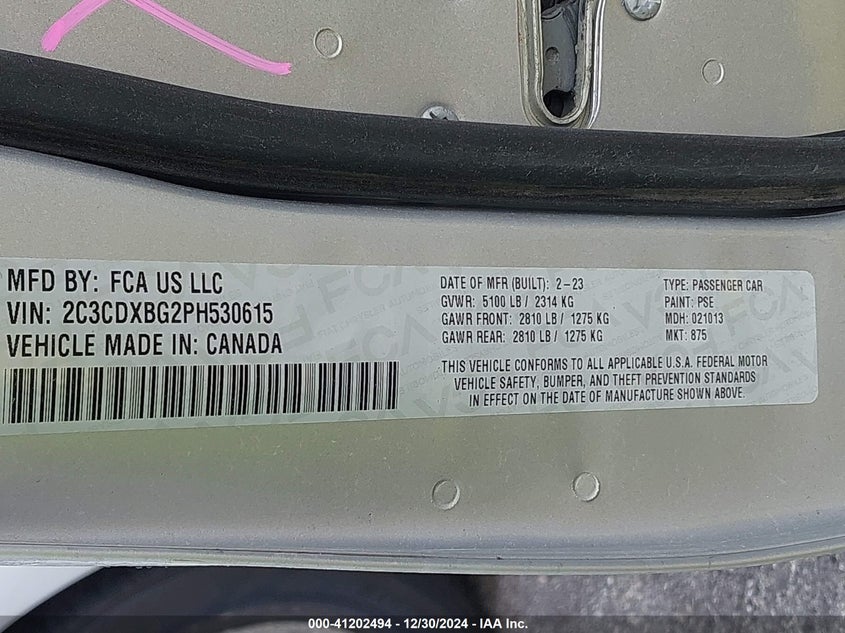 MFD BY: FCA US LLC
VIN: 2C3CDXBG2PH530615
VEHICLE MADE IN: CANADA
DATE OF MFR (BUILT): 2-23
GVWR: 5100 LB / 2314 KG
GAWR FRONT: 2810 LB / 1275 KG
GAWR REAR: 2810 LB / 1275 KG
TYPE: PASSENGER CAR
PAINT: PSE
MDH: 021013
MKT: 875
THIS VEHICLE CONFORMS TO ALL APPLICABLE U.S.A. FEDERAL MOTOR
VEHICLE SAFETY, BUMPER, AND THEFT PREVENTION STANDARDS
IN EFFECT ON THE DATE OF MANUFACTURE SHOWN ABOVE.
000-41202494 - 12/30/2024 - IAA Inc.